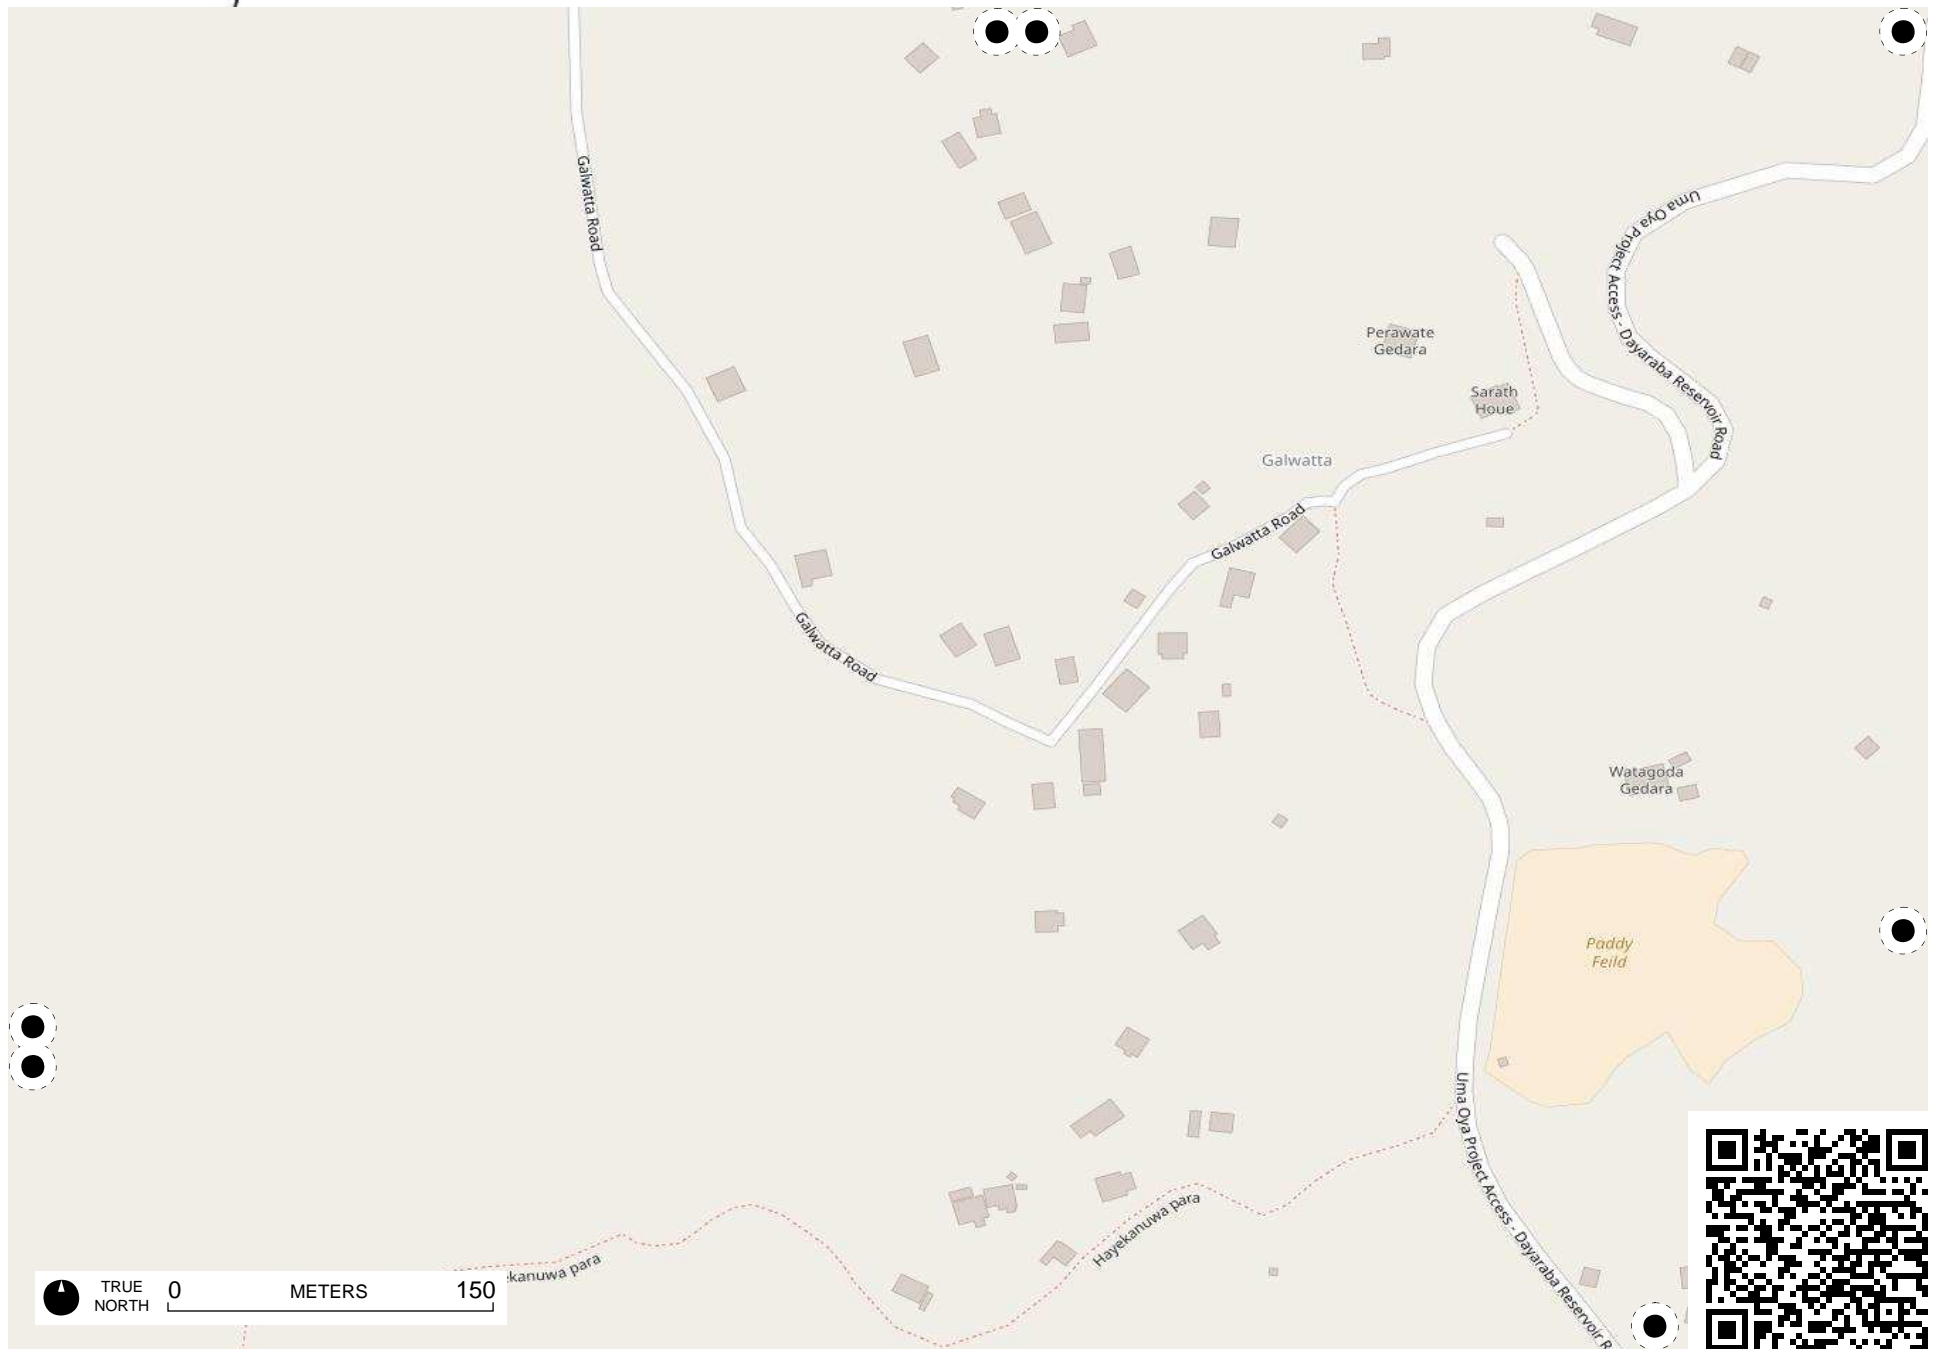 Galwatta Road
Uma Oya Project Access - Dayaraba Reservoir Road
Perawate
Gedara
Sarath
Houe
Galwatta
Galwatta Road
Galwatta Road
Watagoda
Gedara
Paddy
Feild
Uma Oya Project Access - Dayaraba Reservoir R
Hayekanuwa para
ekanuwa para
TRUE
NORTH
0 METERS 150